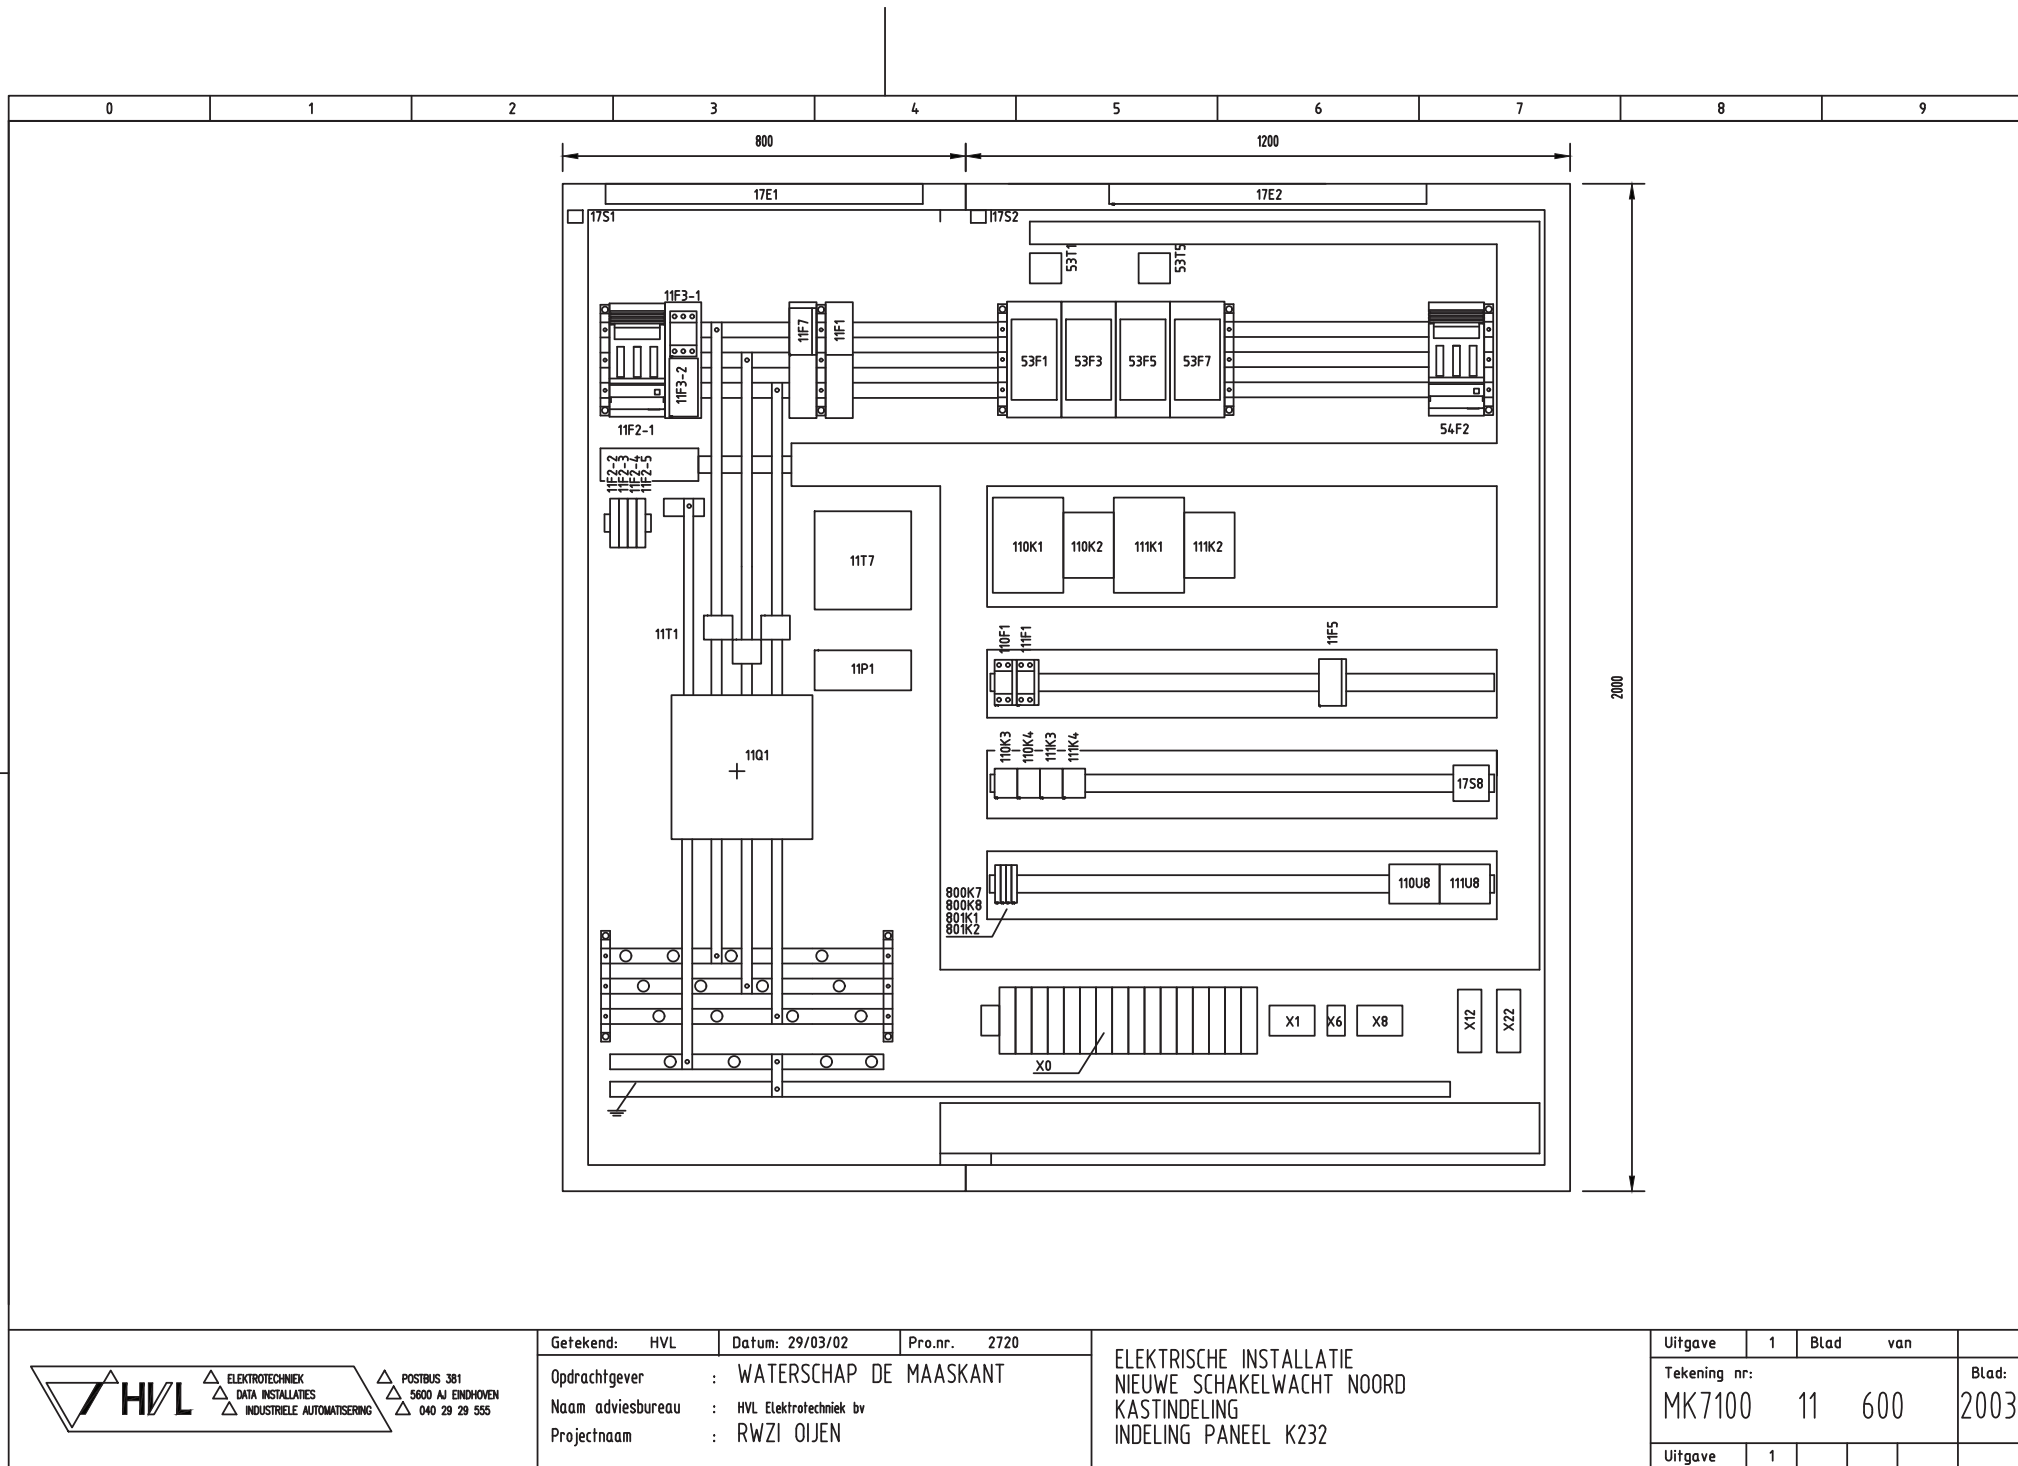 0 1 2 3 4 5 6 7 8 9
800 1200
17E1 17E2
17S1 17S2
53T1 53T5
11F3-1
11F7 11F1
53F1 53F3 53F5 53F7
11F3-2
11F2-1 54F2
11F2-2
11F2-3
11F2-4
11F2-5
110K1 110K2 111K1 111K2
11T7
11T1
110F1 111F1 11F5
11P1
2000
110K3 110K4 111K3 111K4
11Q1
17S8
110U8 111U8
800K7
800K8
801K1
801K2
X1 X6 X8 X12 X22
X0
HVL
ELEKTROTECHNIEK
DATA INSTALLATIES
INDUSTRIELE AUTOMATISERING
POSTBUS 381
5600 AJ EINDHOVEN
040 29 29 555
Getekend: HVL Datum: 29/03/02 Pro.nr. 2720
Opdrachtgever : WATERSCHAP DE MAASKANT
Naam adviesbureau : HVL Elektrotechniek bv
Projectnaam : RWZI OIJEN
ELEKTRISCHE INSTALLATIE
NIEUWE SCHAKELWACHT NOORD
KASTINDELING
INDELING PANEEL K232
Uitgave 1 Blad van
Tekening nr: Blad:
MK7100 11 600 2003
Uitgave 1